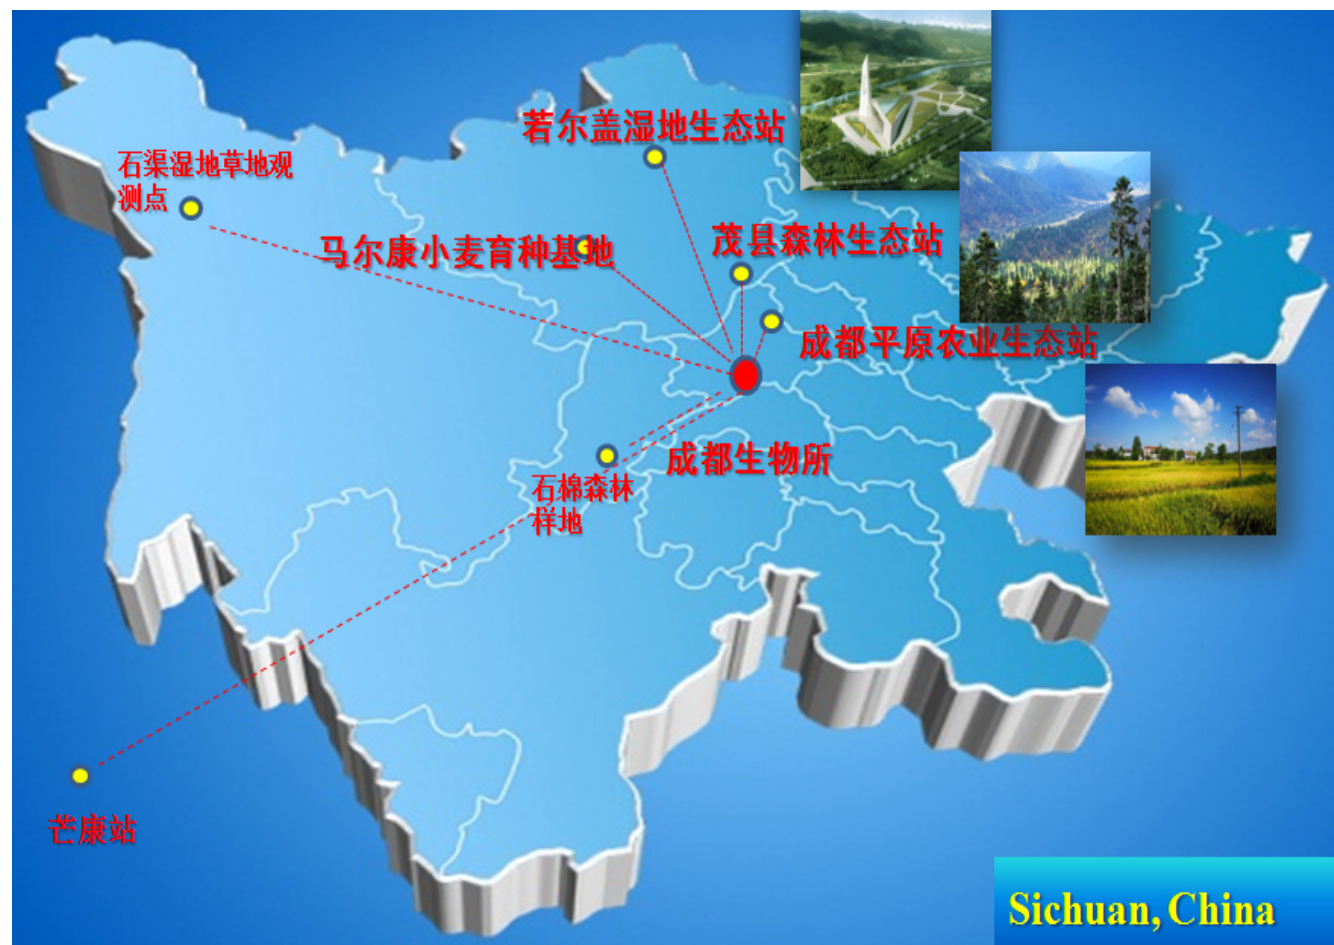 若尔盖湿地生态站
石渠湿地草地观
测点
马尔康小麦育种基地
茂县森林生态站
成都平原农业生态站
成都生物所
石棉森林
样地
芒康站
Sichuan, China